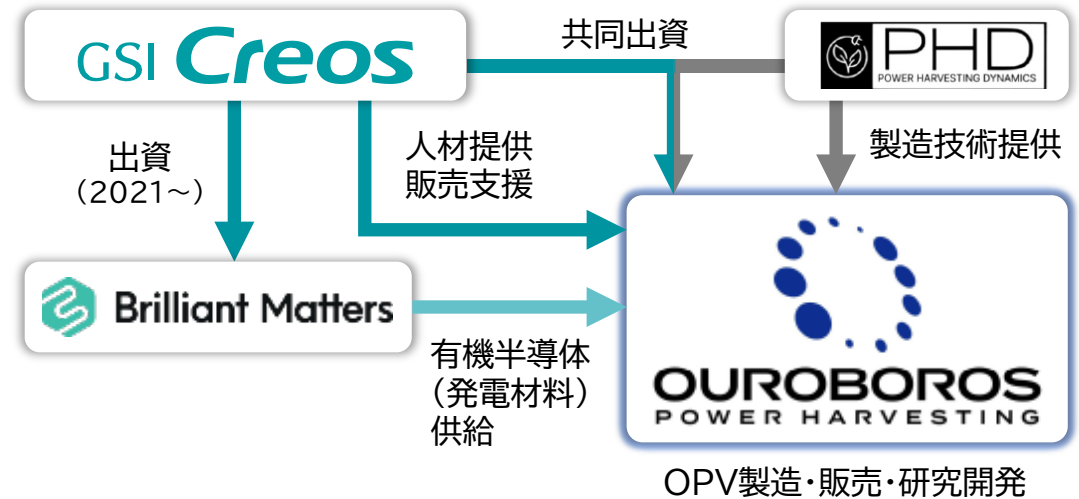 GSI Creos
共同出資
PHD
POWER HARVESTING DYNAMICS
出資
（2021～）
人材提供
販売支援
製造技術提供
Brilliant Matters
有機半導体
（発電材料）
供給
OUROBOROS
POWER HARVESTING
OPV製造・販売・研究開発